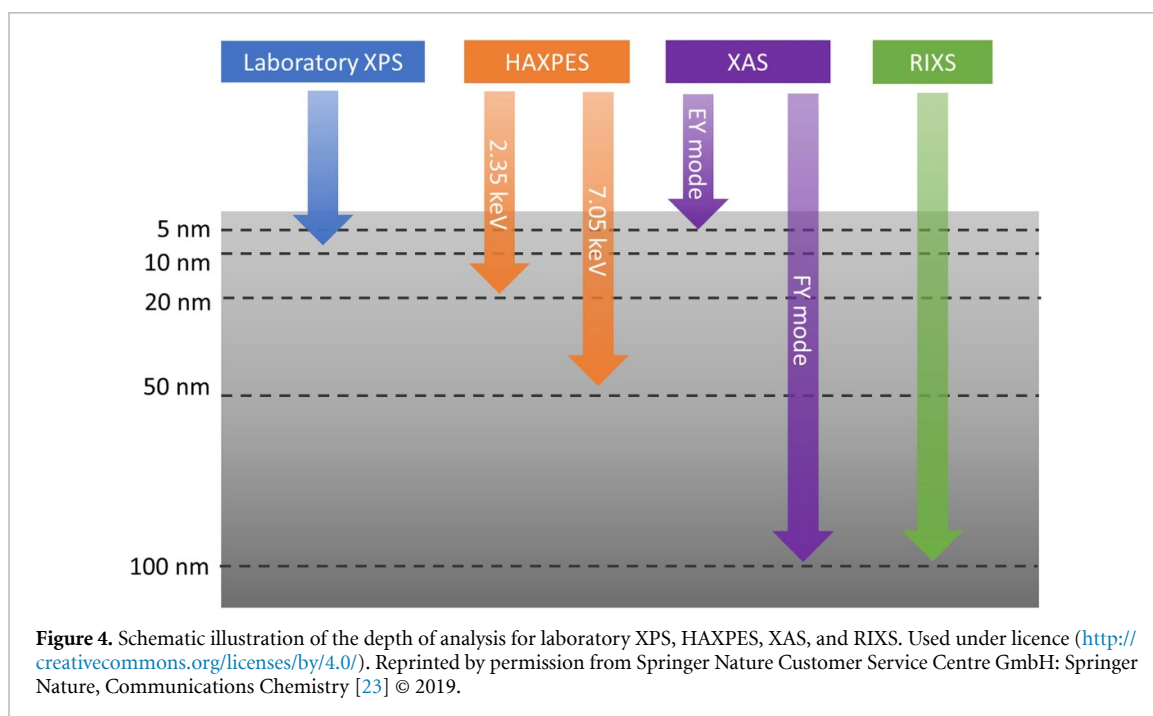 Laboratory XPS
HAXPES
XAS
RIXS
2.35 keV
7.05 keV
EY mode
FY mode
5 nm
10 nm
20 nm
50 nm
100 nm
Figure 4. Schematic illustration of the depth of analysis for laboratory XPS, HAXPES, XAS, and RIXS. Used under licence (http://
creativecommons.org/licenses/by/4.0/). Reprinted by permission from Springer Nature Customer Service Centre GmbH: Springer
Nature, Communications Chemistry [23] © 2019.